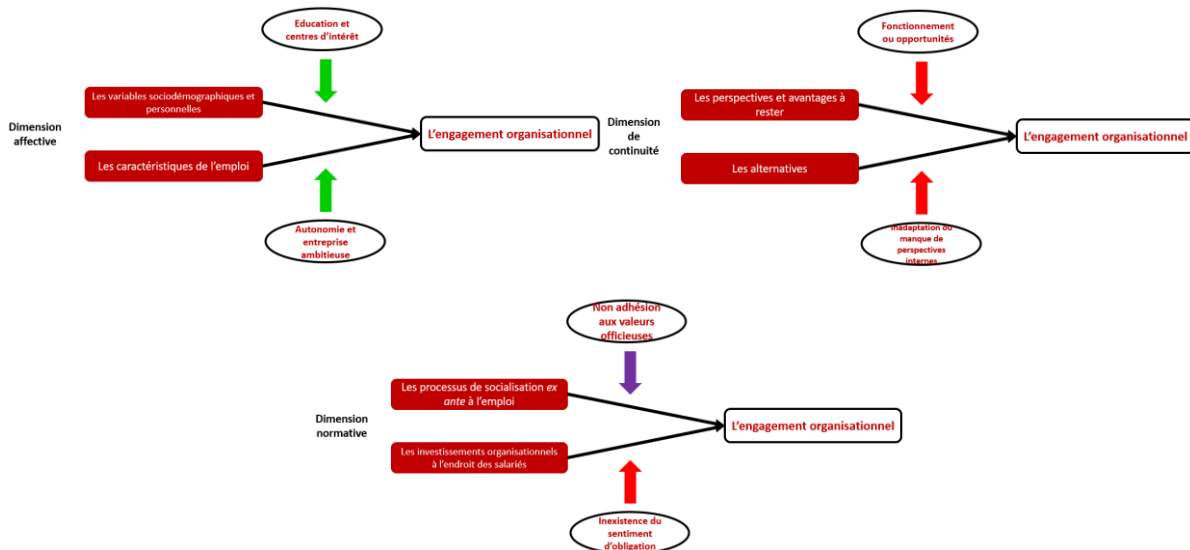 Education et
centres d'intérêt
Les variables sociodémographiques et
personnelles
Dimension
affective
L'engagement organisationnel
Les caractéristiques de l'emploi
Autonomie et
entreprise
ambitieuse
Fonctionnement
ou opportunités
Les perspectives et avantages à
rester
Dimension
de
continuité
L'engagement organisationnel
Les alternatives
Inadaptation ou
manque de
perspectives
internes
Non adhésion
aux valeurs
officieuses
Les processus de socialisation ex
ante à l'emploi
Dimension
normative
L'engagement organisationnel
Les investissements organisationnels
à l'endroit des salariés
Inexistence du
sentiment
d'obligation